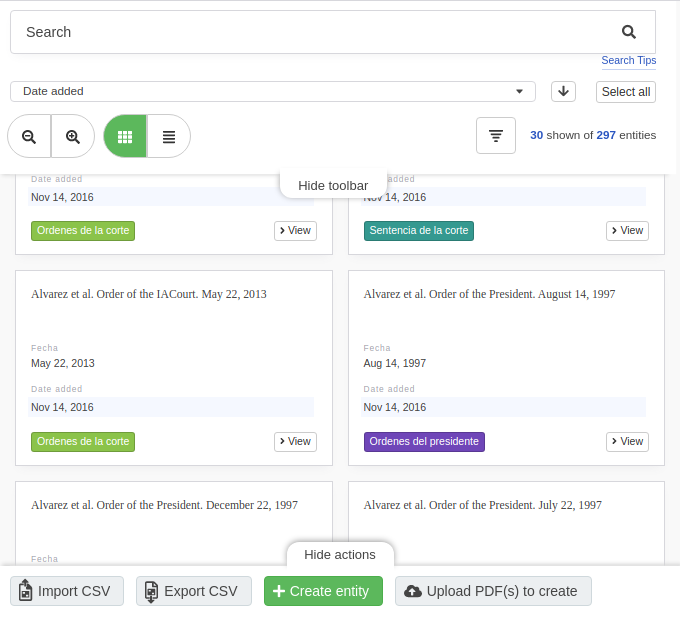 Search
Search Tips
Date added
Select all
30 shown of 297 entities
Hide toolbar
Date added
Nov 14, 2016
Ordenes de la corte
View
added
Nov 14, 2016
Sentencia de la corte
View
Alvarez et al. Order of the IACourt. May 22, 2013
Fecha
May 22, 2013
Date added
Nov 14, 2016
Ordenes de la corte
View
Alvarez et al. Order of the President. August 14, 1997
Fecha
Aug 14, 1997
Date added
Nov 14, 2016
Ordenes del presidente
View
Alvarez et al. Order of the President. December 22, 1997
Fecha
Alvarez et al. Order of the President. July 22, 1997
Hide actions
Import CSV
Export CSV
Create entity
Upload PDF(s) to create